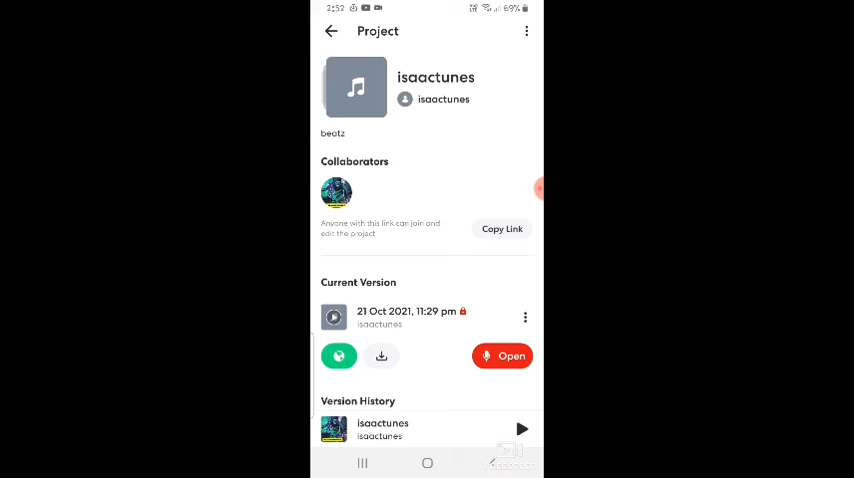 2:52
69%
Project
isaactunes
isaactunes
beatz
Collaborators
Anyone with this link can join and
edit the project
Copy Link
Current Version
21 Oct 2021, 11:29 pm
isaactunes
Open
Version History
isaactunes
isaactunes